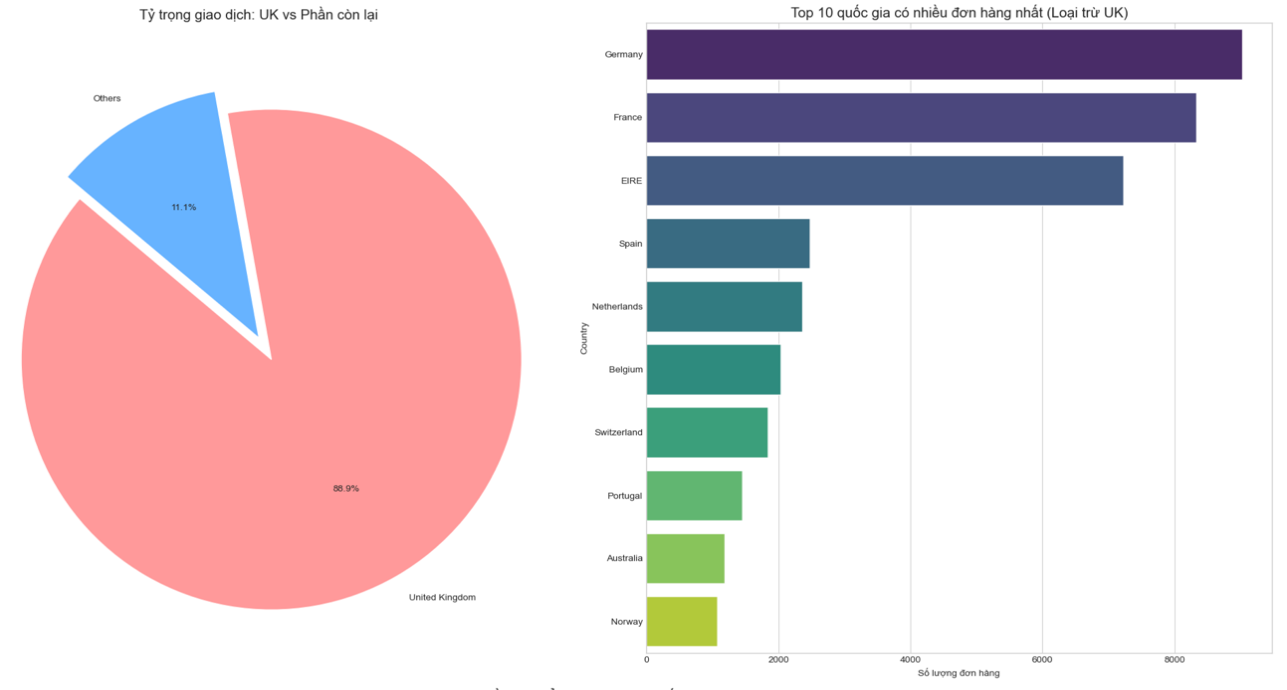 Tỷ trọng giao dịch: UK vs Phần còn lại
Others
11.1%
88.9%
United Kingdom
Top 10 quốc gia có nhiều đơn hàng nhất (Loại trừ UK)
Country
Germany
France
EIRE
Spain
Netherlands
Belgium
Switzerland
Portugal
Australia
Norway
0 2000 4000 6000 8000
Số lượng đơn hàng